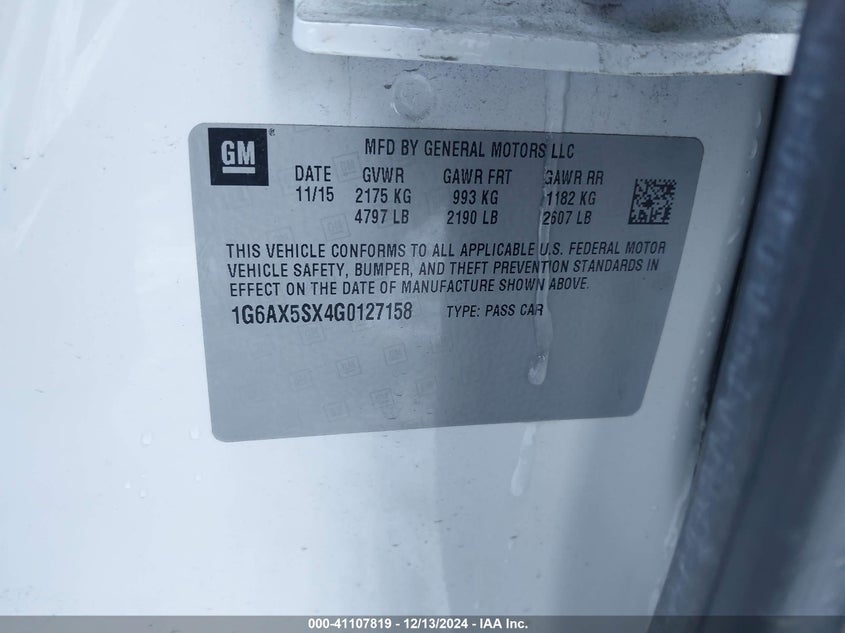 GM ®
MFD BY GENERAL MOTORS LLC
DATE GVWR GAWR FRT GAWR RR
11/15 2175 KG 993 KG 1182 KG
4797 LB 2190 LB 2607 LB
THIS VEHICLE CONFORMS TO ALL APPLICABLE U.S. FEDERAL MOTOR
VEHICLE SAFETY, BUMPER, AND THEFT PREVENTION STANDARDS IN
EFFECT ON THE DATE OF MANUFACTURE SHOWN ABOVE.
1G6AX5SX4G0127158 TYPE: PASS CAR
000-41107819 - 12/13/2024 - IAA Inc.